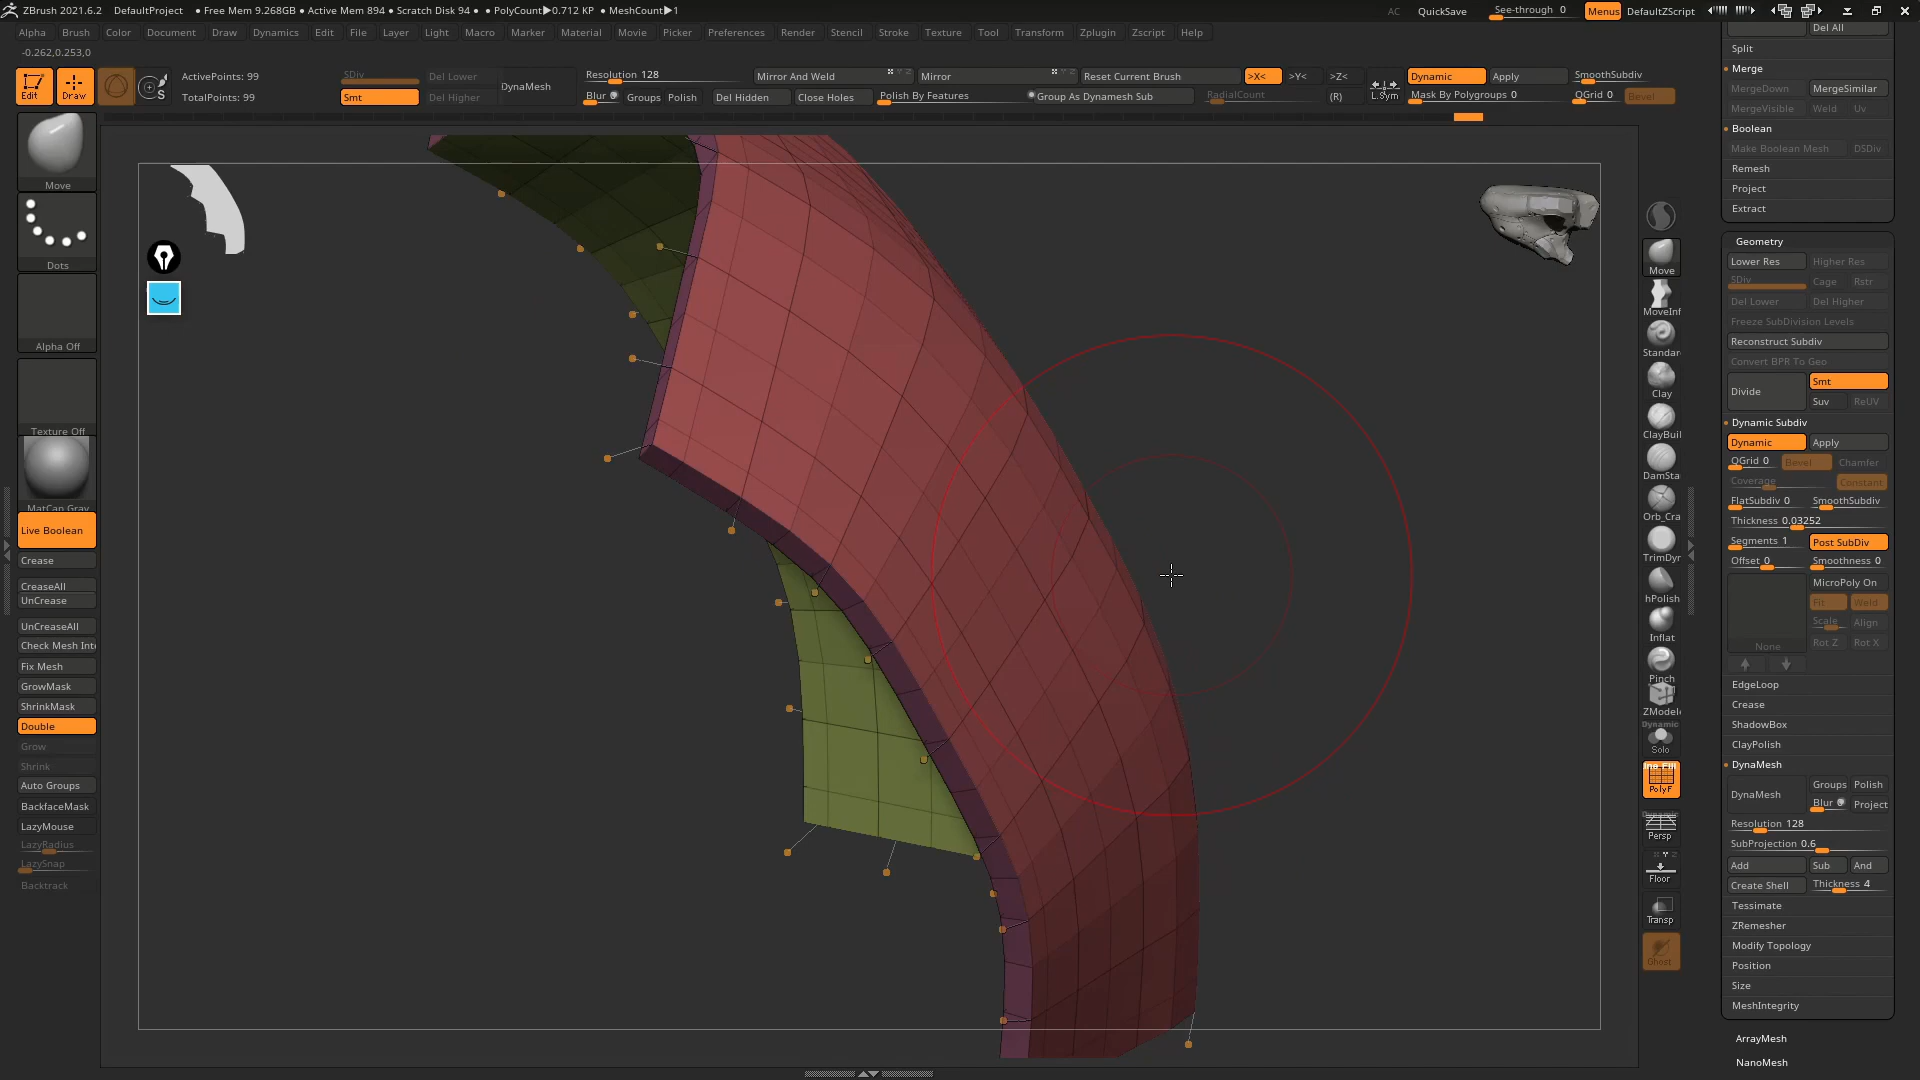 ZBrush 2021.6.2 DefaultProject • Free Mem 9.268GB • Active Mem 894 • Scratch Disk 94 • PolyCount▶0.712 KP • MeshCount▶1 AC QuickSave See-through 0 Menus DefaultZScript
Alpha Brush Color Document Draw Dynamics Edit File Layer Light Macro Marker Material Movie Picker Preferences Render Stencil Stroke Texture Tool Transform Zplugin Zscript Help
-0.262,0.253,0
Edit Draw S
ActivePoints: 99
TotalPoints: 99
SDiv Del Lower
Smt Del Higher
DynaMesh
Resolution 128
Blur Groups Polish
Mirror And Weld Mirror Reset Current Brush >X< >Y< >Z<
Del Hidden Close Holes Polish By Features Group As Dynamesh Sub RadialCount (R) L.Sym
Dynamic Apply SmoothSubdiv
Mask By Polygroups 0 QGrid 0 Bevel
Move
Dots
Alpha Off
Texture Off
MatCap Gray
Live Boolean
Crease
CreaseAll
UnCrease
UnCreaseAll
Check Mesh Int
Fix Mesh
GrowMask
ShrinkMask
Double
Grow
Shrink
Auto Groups
BackfaceMask
LazyMouse
LazyRadius
LazySnap
Backtrack
Move
MoveInf
Standar
Clay
ClayBuil
DamSta
Orb_Cra
TrimDyr
hPolish
Inflat
Pinch
ZModel
Dynamic
Solo
PolyF
Dynamic
Persp
Floor
Transp
Ghost
Del All
Split
Merge
MergeDown MergeSimilar
MergeVisible Weld Uv
Boolean
Make Boolean Mesh DSDiv
Remesh
Project
Extract
Geometry
Lower Res Higher Res
SDiv Cage Rstr
Del Lower Del Higher
Freeze SubDivision Levels
Reconstruct Subdiv
Convert BPR To Geo
Divide Smt
Suv ReUV
Dynamic Subdiv
Dynamic Apply
QGrid 0 Bevel Chamfer
Coverage Constant
FlatSubdiv 0 SmoothSubdiv
Thickness 0.03252
Segments 1 Post SubDiv
Offset 0 Smoothness 0
MicroPoly On
Fit Weld
Scale Align
None Rot Z Rot X
EdgeLoop
Crease
ShadowBox
ClayPolish
DynaMesh
DynaMesh Groups Polish
Blur Project
Resolution 128
SubProjection 0.6
Add Sub And
Create Shell Thickness 4
Tessimate
ZRemesher
Modify Topology
Position
Size
MeshIntegrity
ArrayMesh
NanoMesh